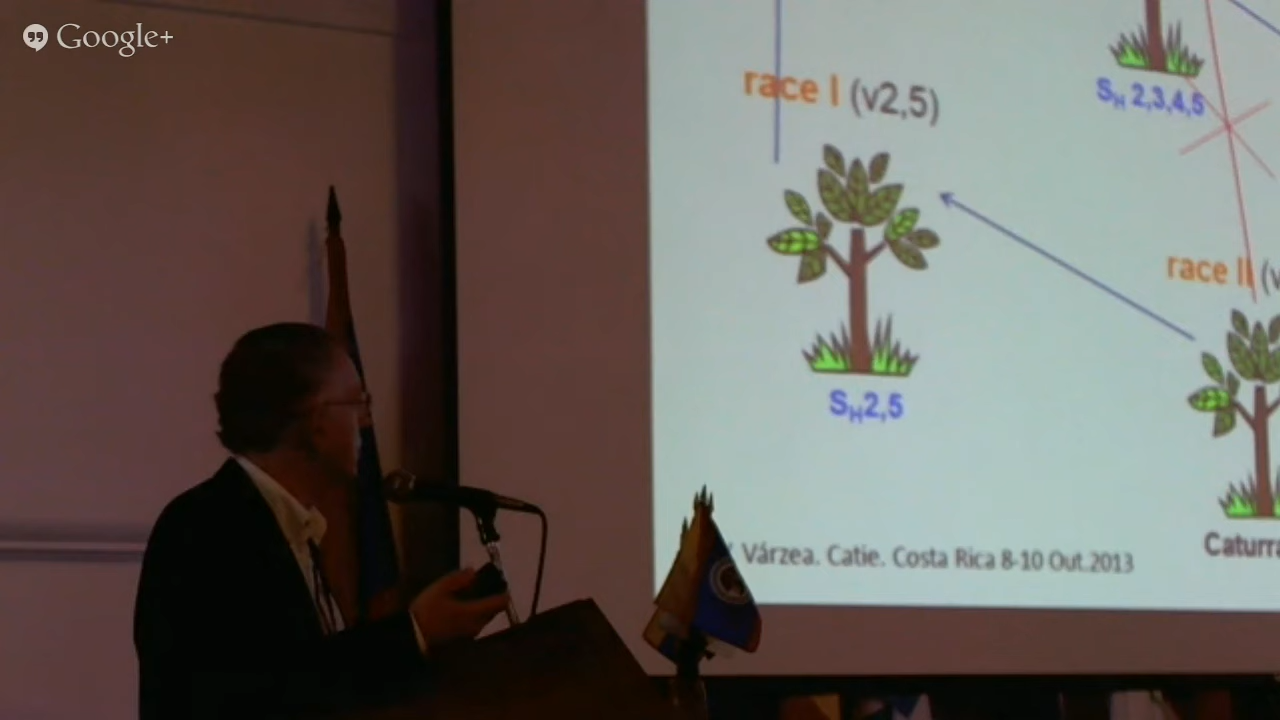 Google+
race I (v2,5)
SH 2,3,4,5
race II (v
SH2,5
Várzea. Catie. Costa Rica 8-10 Out.2013
Caturra